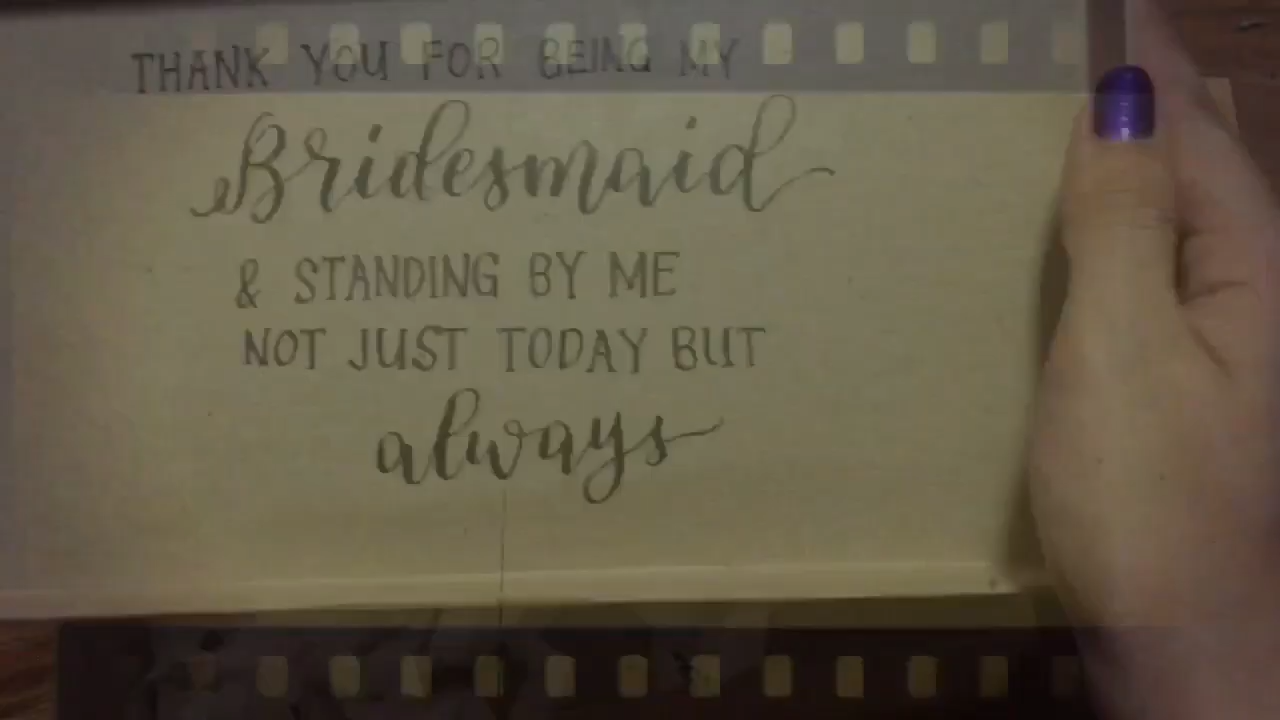 THANK YOU FOR BEING MY
Bridesmaid
& STANDING BY ME
NOT JUST TODAY BUT
always